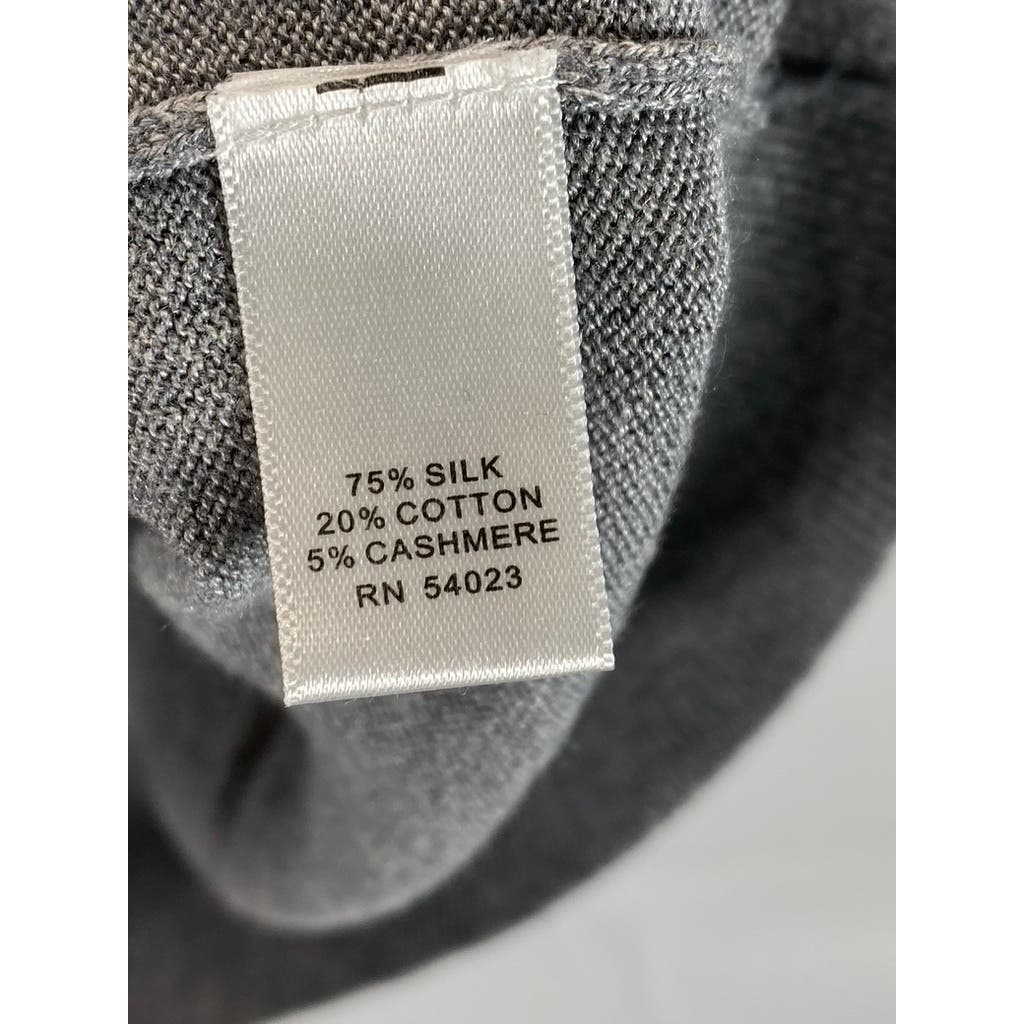 75% SILK
20% COTTON
5% CASHMERE
RN 54023